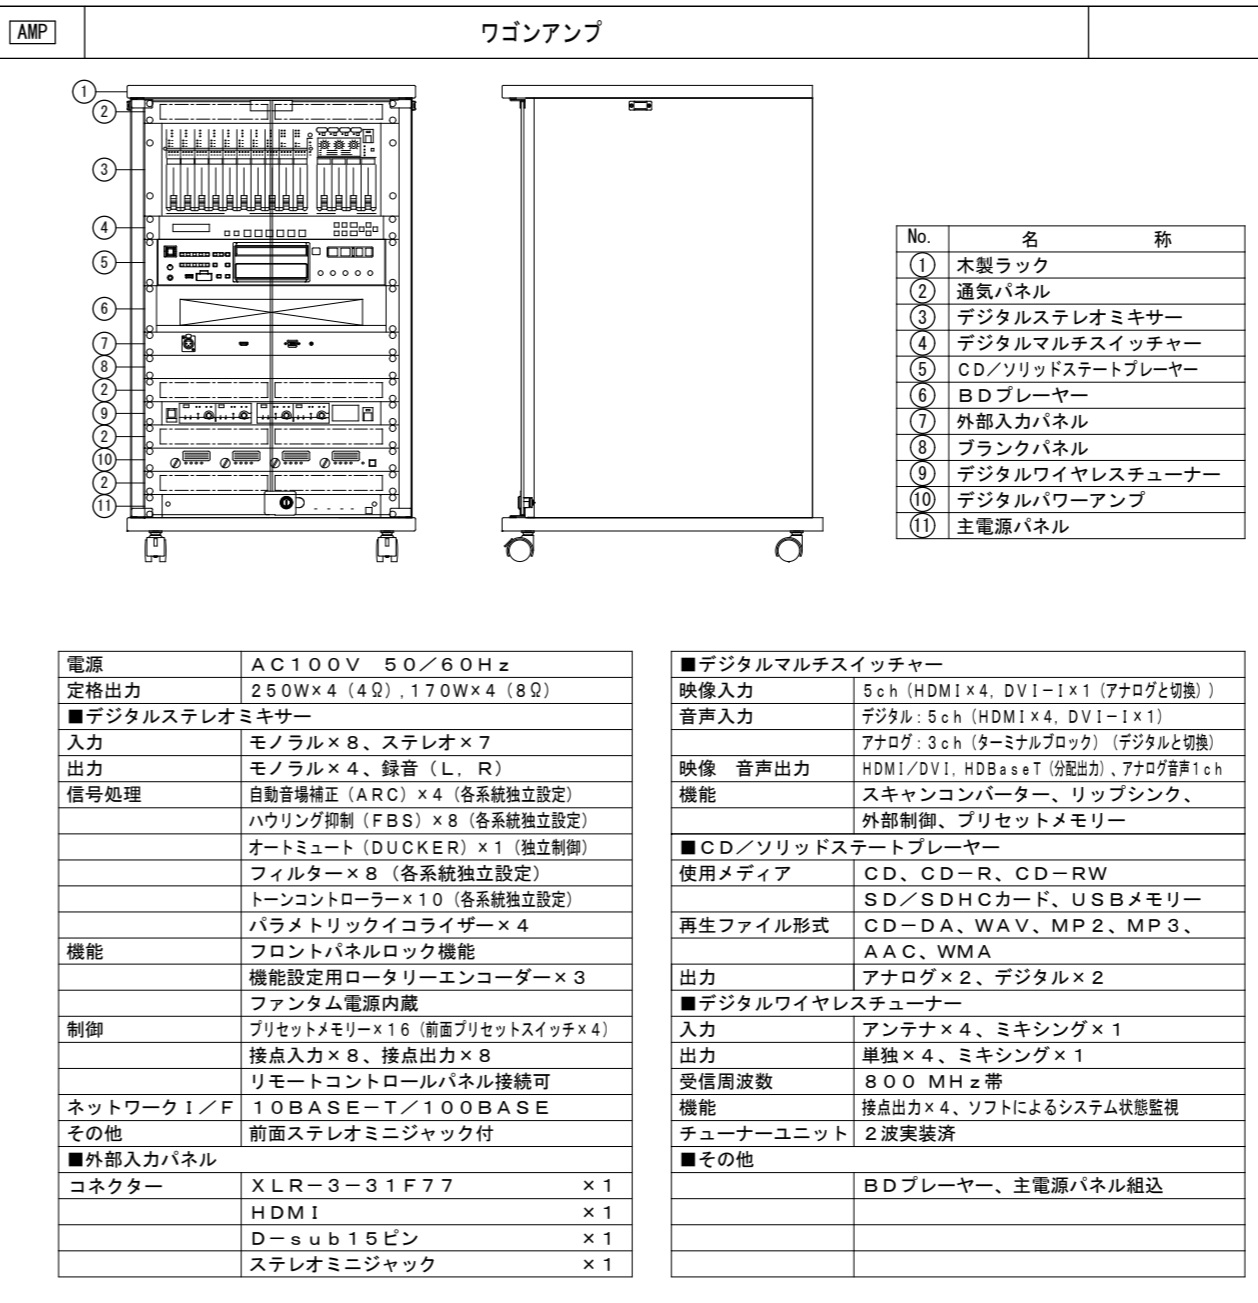 AMP ワゴンアンプ
①
②
③
④
⑤
⑥
⑦
⑧
②
⑨
②
⑩
②
⑪
No. 名 称
① 木製ラック
② 通気パネル
③ デジタルステレオミキサー
④ デジタルマルチスイッチャー
⑤ CD/ソリッドステートプレーヤー
⑥ BDプレーヤー
⑦ 外部入力パネル
⑧ ブランクパネル
⑨ デジタルワイヤレスチューナー
⑩ デジタルパワーアンプ
⑪ 主電源パネル
電源 AC100V 50/60Hz
定格出力 250W×4(4Ω),170W×4(8Ω)
■デジタルステレオミキサー
入力 モノラル×8、ステレオ×7
出力 モノラル×4、録音(L,R)
信号処理 自動音場補正(ARC)×4(各系統独立設定)
ハウリング抑制(FBS)×8(各系統独立設定)
オートミュート(DUCKER)×1(独立制御)
フィルター×8(各系統独立設定)
トーンコントローラー×10(各系統独立設定)
パラメトリックイコライザー×4
機能 フロントパネルロック機能
機能設定用ロータリーエンコーダー×3
ファンタム電源内蔵
制御 プリセットメモリー×16(前面プリセットスイッチ×4)
接点入力×8、接点出力×8
リモートコントロールパネル接続可
ネットワークI/F 10BASE-T/100BASE
その他 前面ステレオミニジャック付
■外部入力パネル
コネクター XLR-3-31F77 ×1
HDMI ×1
D-sub15ピン ×1
ステレオミニジャック ×1
■デジタルマルチスイッチャー
映像入力 5ch(HDMI×4,DVI-I×1(アナログと切換))
音声入力 デジタル:5ch(HDMI×4,DVI-I×1)
アナログ:3ch(ターミナルブロック)(デジタルと切換)
映像 音声出力 HDMI/DVI,HDBaseT(分配出力)、アナログ音声1ch
機能 スキャンコンバーター、リップシンク、
外部制御、プリセットメモリー
■CD/ソリッドステートプレーヤー
使用メディア CD、CD-R、CD-RW
SD/SDHCカード、USBメモリー
再生ファイル形式 CD-DA、WAV、MP2、MP3、
AAC、WMA
出力 アナログ×2、デジタル×2
■デジタルワイヤレスチューナー
入力 アンテナ×4、ミキシング×1
出力 単独×4、ミキシング×1
受信周波数 800 MHz帯
機能 接点出力×4、ソフトによるシステム状態監視
チューナーユニット 2波実装済
■その他
BDプレーヤー、主電源パネル組込